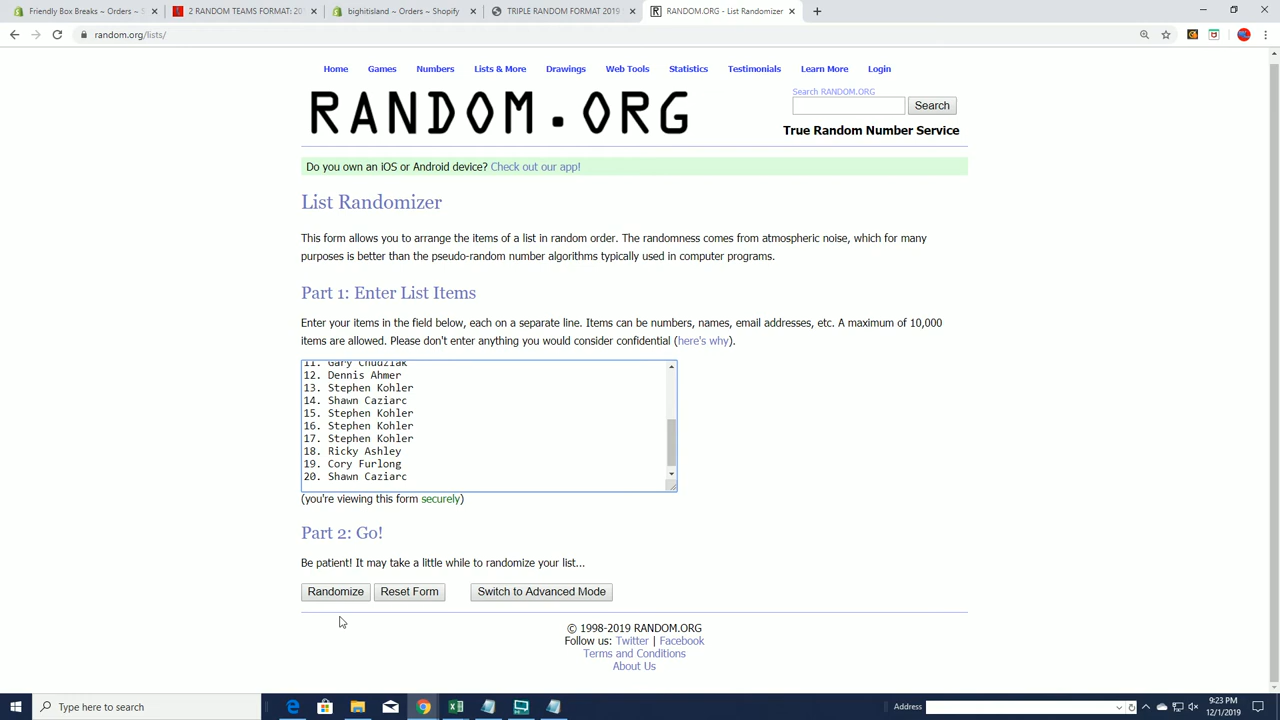 Friendly Box Breaks ~ Orders ~ S
2 RANDOM TEAMS FORMAT: 20
bighitisland ~ Orders ~ Shopify
TRIPLE RANDOM FORMAT 2019
RANDOM.ORG - List Randomizer
random.org/lists/
Home Games Numbers Lists & More Drawings Web Tools Statistics Testimonials Learn More Login
RANDOM.ORG
Search RANDOM.ORG
Search
True Random Number Service
Do you own an iOS or Android device? Check out our app!
List Randomizer
This form allows you to arrange the items of a list in random order. The randomness comes from atmospheric noise, which for many
purposes is better than the pseudo-random number algorithms typically used in computer programs.
Part 1: Enter List Items
Enter your items in the field below, each on a separate line. Items can be numbers, names, email addresses, etc. A maximum of 10,000
items are allowed. Please don't enter anything you would consider confidential (here's why).
11. Gary Chudziak
12. Dennis Ahmer
13. Stephen Kohler
14. Shawn Caziarc
15. Stephen Kohler
16. Stephen Kohler
17. Stephen Kohler
18. Ricky Ashley
19. Cory Furlong
20. Shawn Caziarc
(you're viewing this form securely)
Part 2: Go!
Be patient! It may take a little while to randomize your list...
Randomize Reset Form Switch to Advanced Mode
© 1998-2019 RANDOM.ORG
Follow us: Twitter | Facebook
Terms and Conditions
About Us
Type here to search
Address
9:23 PM
12/1/2019